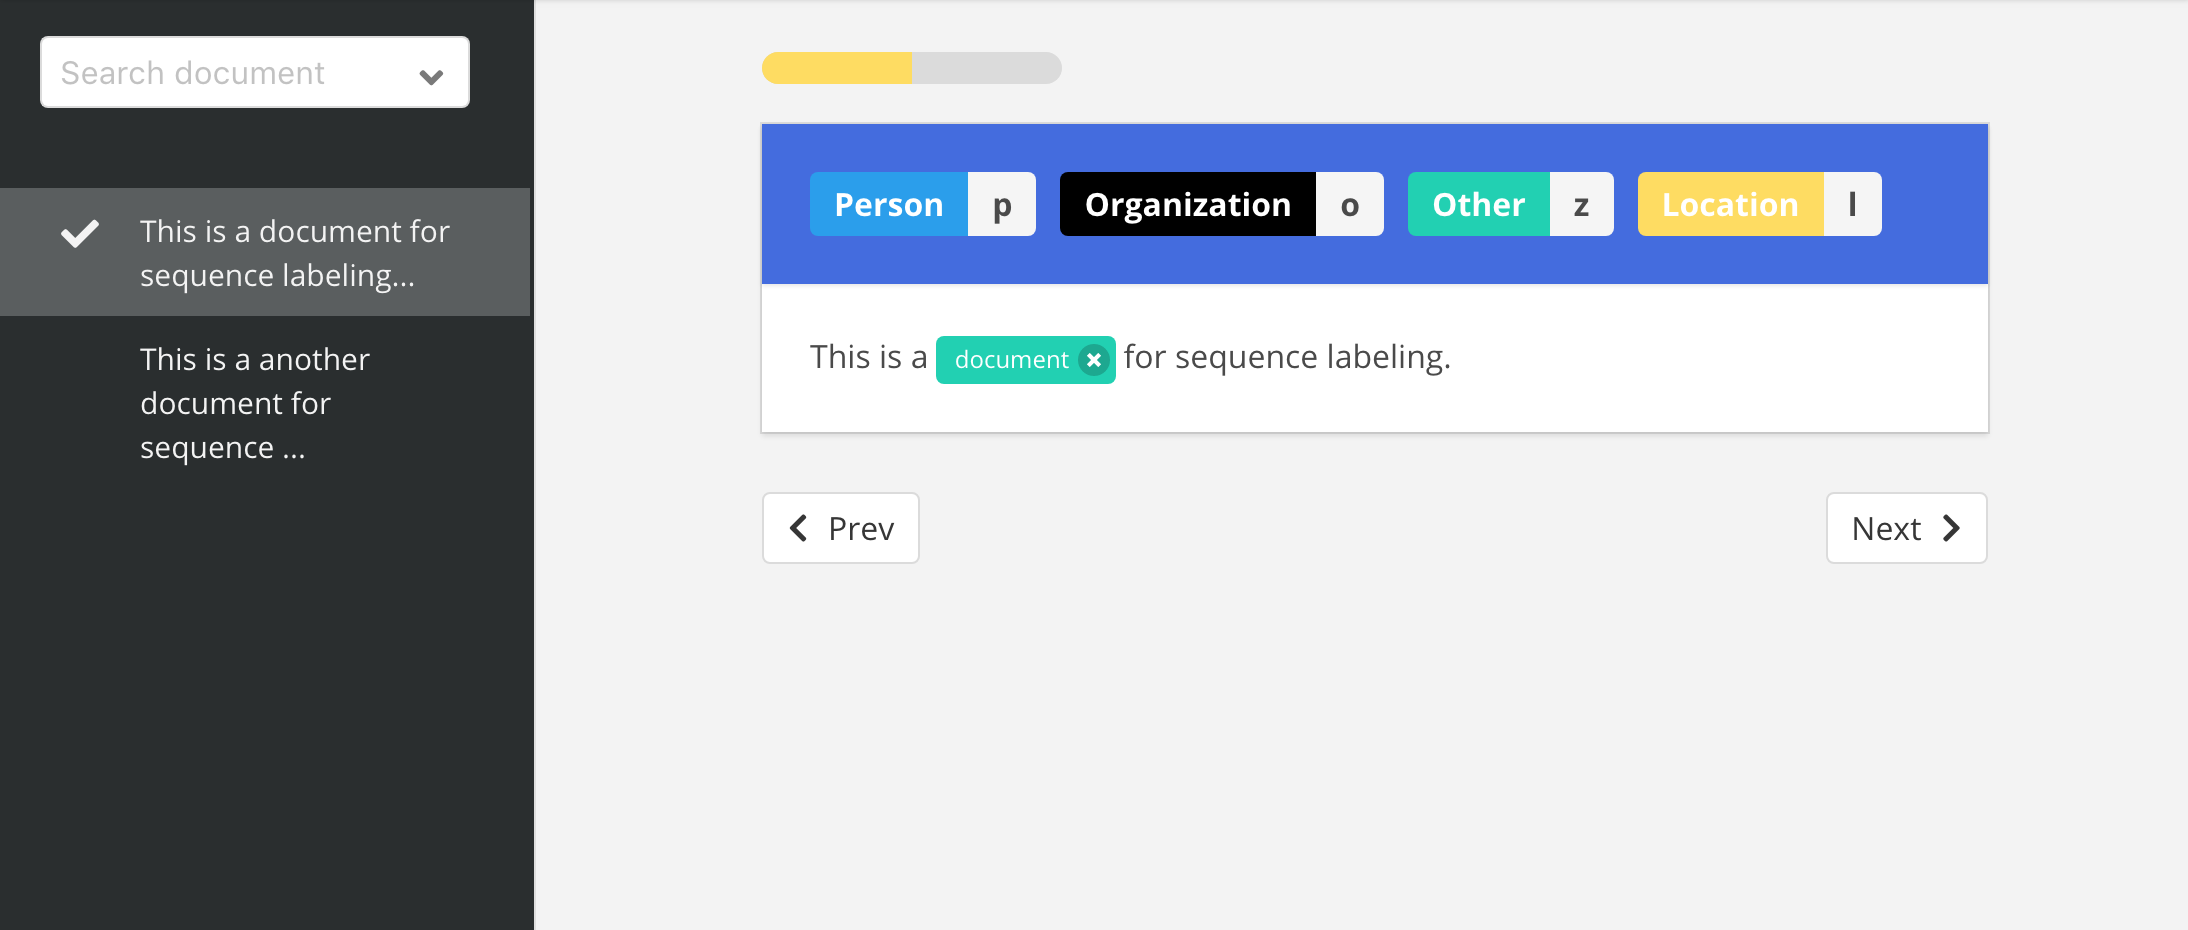 Search document
This is a document for
sequence labeling...
This is a another
document for
sequence ...
Person p Organization o Other z Location l
This is a document for sequence labeling.
Prev
Next